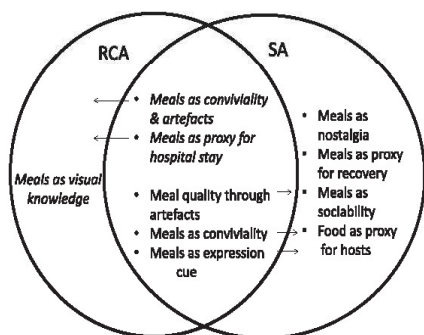 RCA
SA
• Meals as conviviality
& artefacts
• Meals as proxy for
hospital stay
Meals as visual
knowledge
• Meal quality through
artefacts
• Meals as conviviality
• Meals as expression
cue
• Meals as
nostalgia
• Meals as proxy
for recovery
• Meals as
sociability
• Food as proxy
for hosts